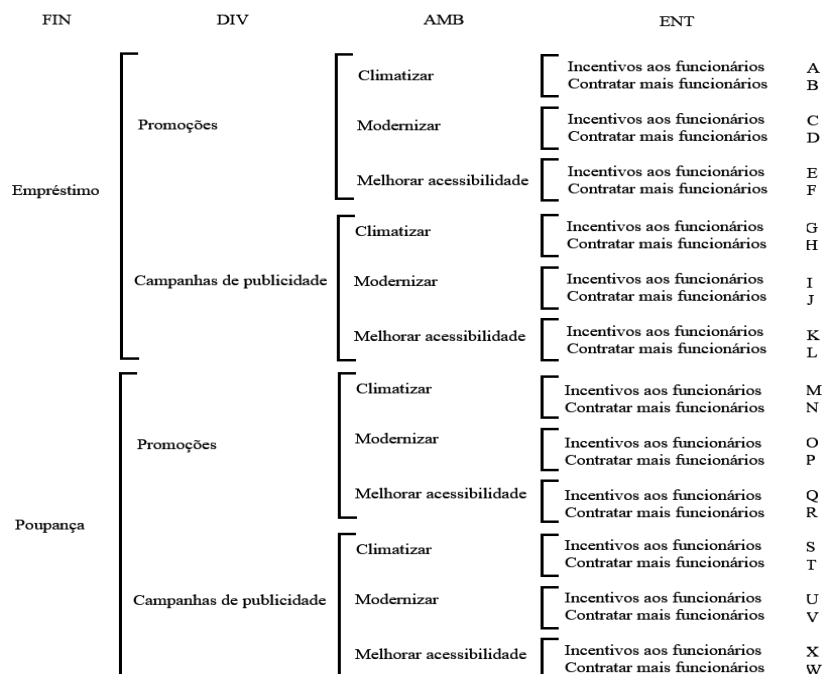 FIN DIV AMB ENT
Climatizar
Incentivos aos funcionários A
Contratar mais funcionários B
Promoções
Modernizar
Incentivos aos funcionários C
Contratar mais funcionários D
Melhorar acessibilidade
Incentivos aos funcionários E
Contratar mais funcionários F
Empréstimo
Climatizar
Incentivos aos funcionários G
Contratar mais funcionários H
Campanhas de publicidade
Modernizar
Incentivos aos funcionários I
Contratar mais funcionários J
Melhorar acessibilidade
Incentivos aos funcionários K
Contratar mais funcionários L
Climatizar
Incentivos aos funcionários M
Contratar mais funcionários N
Promoções
Modernizar
Incentivos aos funcionários O
Contratar mais funcionários P
Melhorar acessibilidade
Incentivos aos funcionários Q
Contratar mais funcionários R
Poupança
Climatizar
Incentivos aos funcionários S
Contratar mais funcionários T
Campanhas de publicidade
Modernizar
Incentivos aos funcionários U
Contratar mais funcionários V
Melhorar acessibilidade
Incentivos aos funcionários X
Contratar mais funcionários W